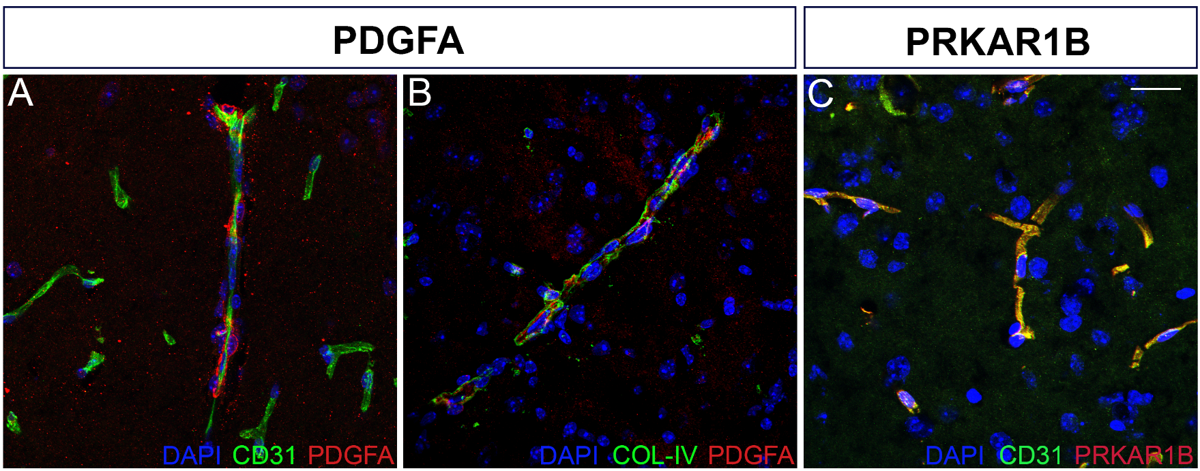 PDGFA
PRKAR1B
A
B
C
DAPI CD31 PDGFA
DAPI COL-IV PDGFA
DAPI CD31 PRKAR1B